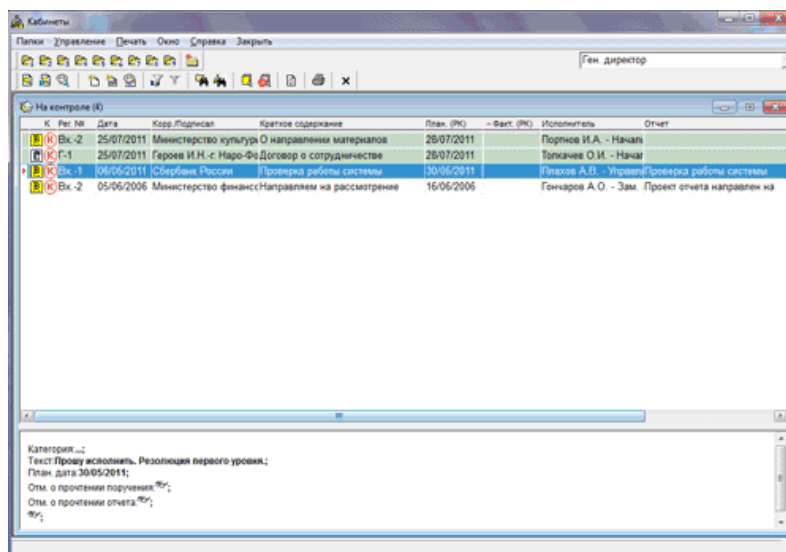 Кабинеты
Папки Управление Печать Окно Справка Закрыть
Ген. директор
На контроле (4)
К Рег. № Дата Корр./Подписал Краткое содержание План. (РК) Факт. (РК) Исполнитель Отчет
К Вх.-2 25/07/2011 Министерство культуры О направлении материалов 28/07/2011 Портнов И.А. - Началь
К Г-1 25/07/2011 Героев И.Н.-г. Наро-Фо Договор о сотрудничестве 28/07/2011 Толкачев О.И. - Начал
К Вх.-1 06/05/2011 Сбербанк России Проверка работы системы 30/05/2011 Плахов А.В. - Управл Проверка работы системы
К Вх.-2 05/06/2006 Министерство финансс Направляем на рассмотрение 16/06/2006 Гончаров А.О. - Зам. Проект отчета направлен на
Категория:...;
Текст:Прошу исполнить. Резолюция первого уровня.;
План. дата:30/05/2011;
Отм. о прочтении поручения: ;
Отм. о прочтении отчета: ;